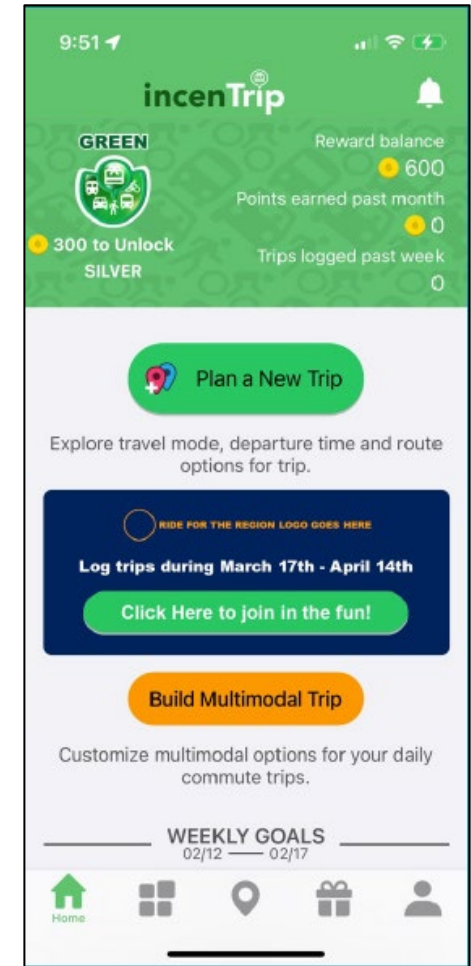 9:51
incenTrip
GREEN
300 to Unlock
SILVER
Reward balance
600
Points earned past month
0
Trips logged past week
0
Plan a New Trip
Explore travel mode, departure time and route
options for trip.
RIDE FOR THE REGION LOGO GOES HERE
Log trips during March 17th - April 14th
Click Here to join in the fun!
Build Multimodal Trip
Customize multimodal options for your daily
commute trips.
WEEKLY GOALS
02/12 — 02/17
Home